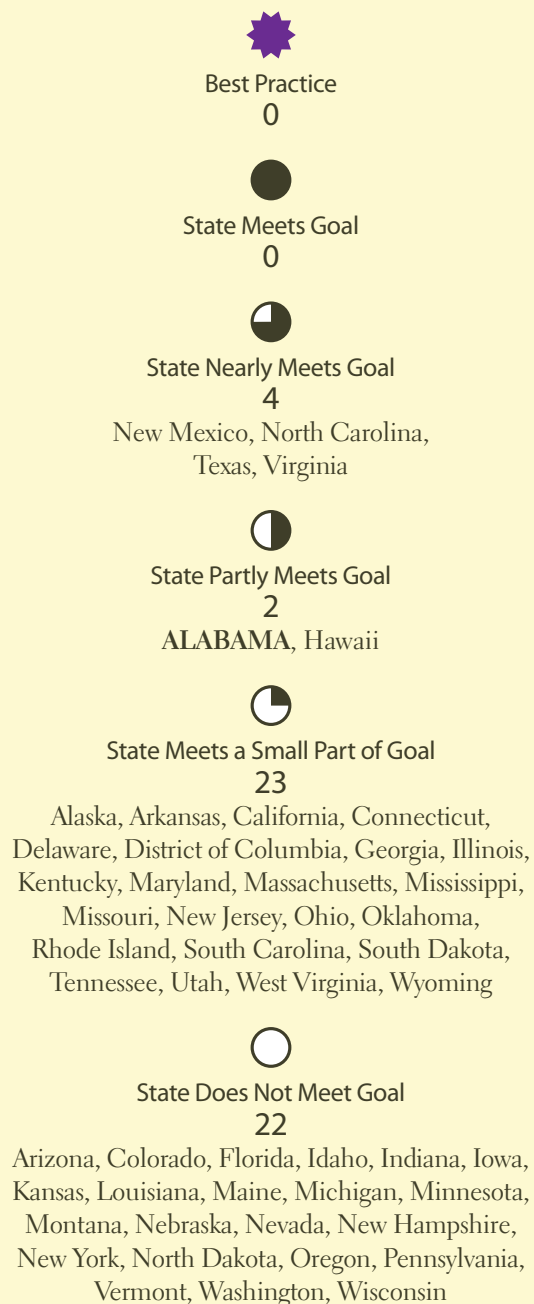 Best Practice
0
State Meets Goal
0
State Nearly Meets Goal
4
New Mexico, North Carolina,
Texas, Virginia
State Partly Meets Goal
2
ALABAMA, Hawaii
State Meets a Small Part of Goal
23
Alaska, Arkansas, California, Connecticut,
Delaware, District of Columbia, Georgia, Illinois,
Kentucky, Maryland, Massachusetts, Mississippi,
Missouri, New Jersey, Ohio, Oklahoma,
Rhode Island, South Carolina, South Dakota,
Tennessee, Utah, West Virginia, Wyoming
State Does Not Meet Goal
22
Arizona, Colorado, Florida, Idaho, Indiana, Iowa,
Kansas, Louisiana, Maine, Michigan, Minnesota,
Montana, Nebraska, Nevada, New Hampshire,
New York, North Dakota, Oregon, Pennsylvania,
Vermont, Washington, Wisconsin